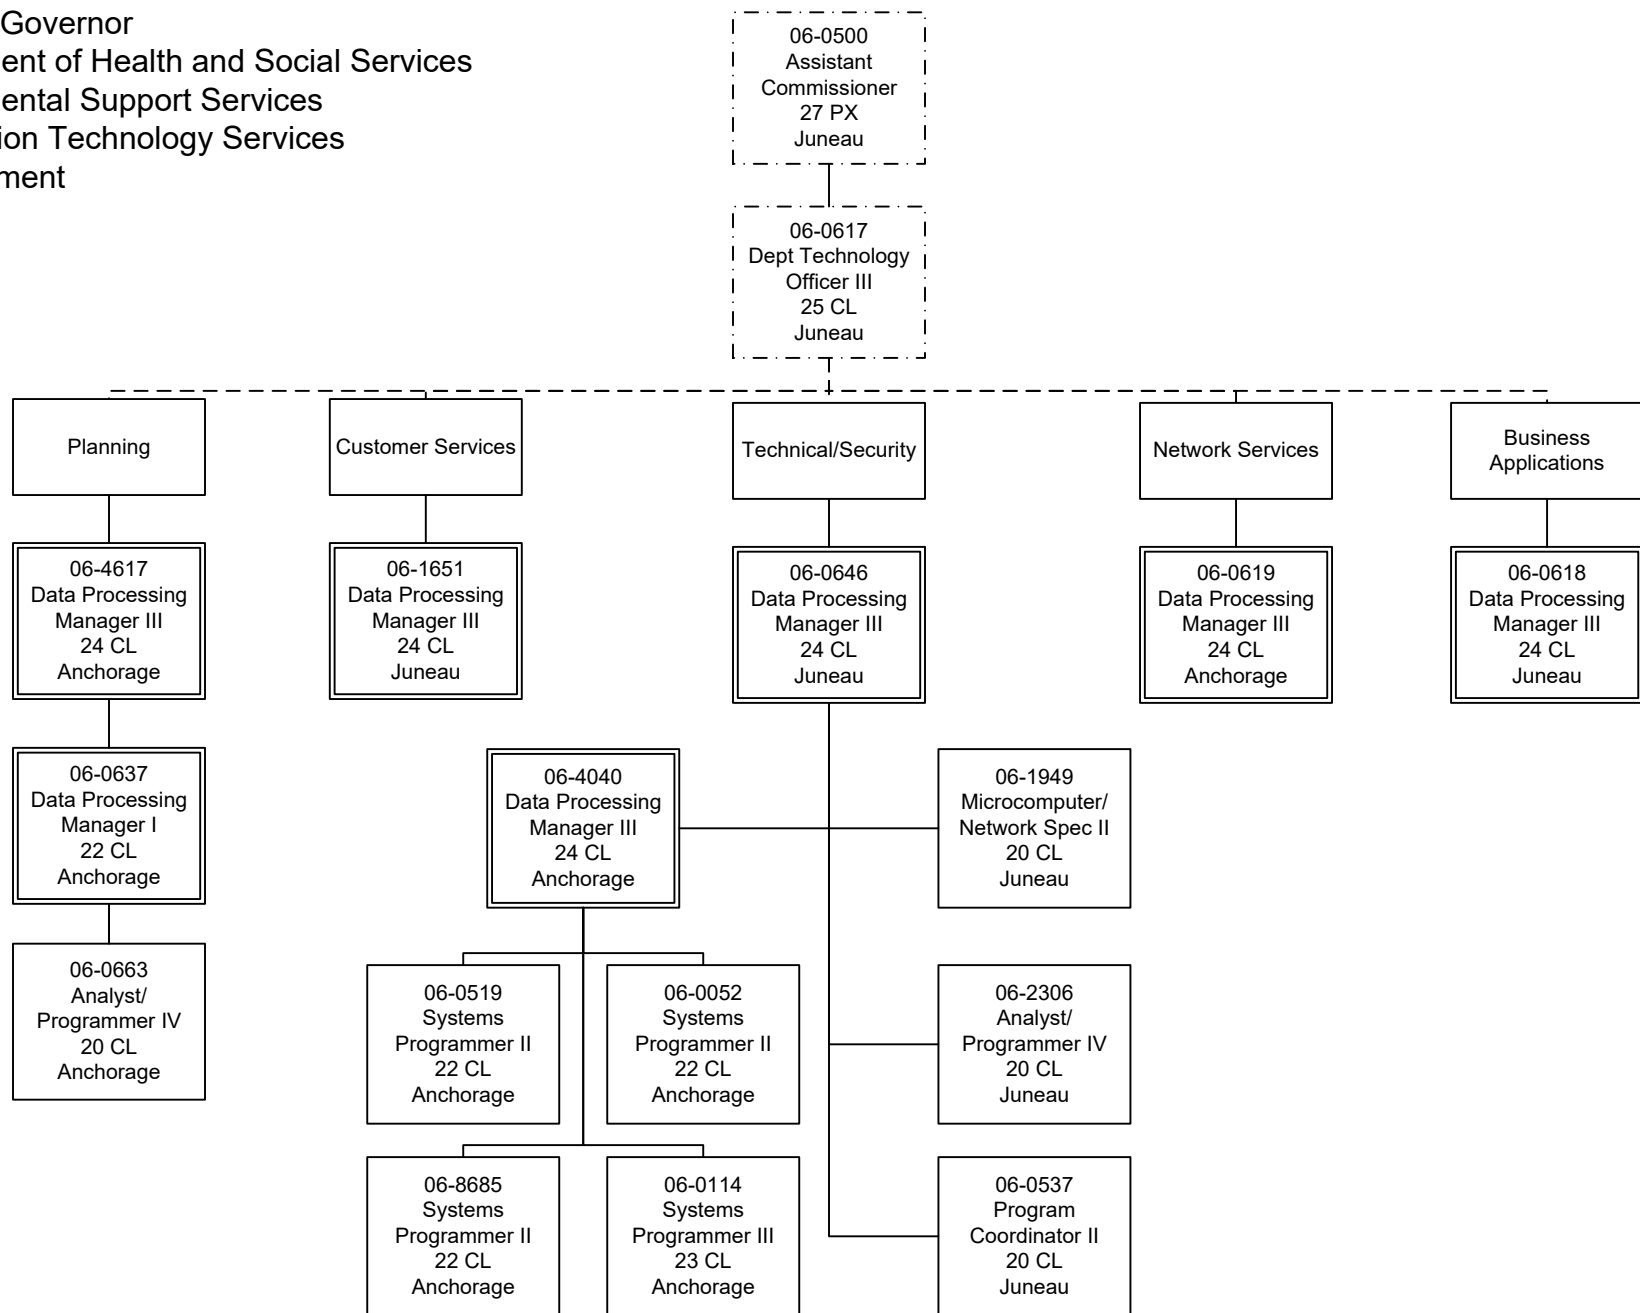 Governor
ent of Health and Social Services
ental Support Services
ion Technology Services
ment
06-0500
Assistant
Commissioner
27 PX
Juneau
06-0617
Dept Technology
Officer III
25 CL
Juneau
Planning
Customer Services
Technical/Security
Network Services
Business
Applications
06-4617
Data Processing
Manager III
24 CL
Anchorage
06-1651
Data Processing
Manager III
24 CL
Juneau
06-0646
Data Processing
Manager III
24 CL
Juneau
06-0619
Data Processing
Manager III
24 CL
Anchorage
06-0618
Data Processing
Manager III
24 CL
Juneau
06-0637
Data Processing
Manager I
22 CL
Anchorage
06-4040
Data Processing
Manager III
24 CL
Anchorage
06-1949
Microcomputer/
Network Spec II
20 CL
Juneau
06-0663
Analyst/
Programmer IV
20 CL
Anchorage
06-0519
Systems
Programmer II
22 CL
Anchorage
06-0052
Systems
Programmer II
22 CL
Anchorage
06-2306
Analyst/
Programmer IV
20 CL
Juneau
06-8685
Systems
Programmer II
22 CL
Anchorage
06-0114
Systems
Programmer III
23 CL
Anchorage
06-0537
Program
Coordinator II
20 CL
Juneau